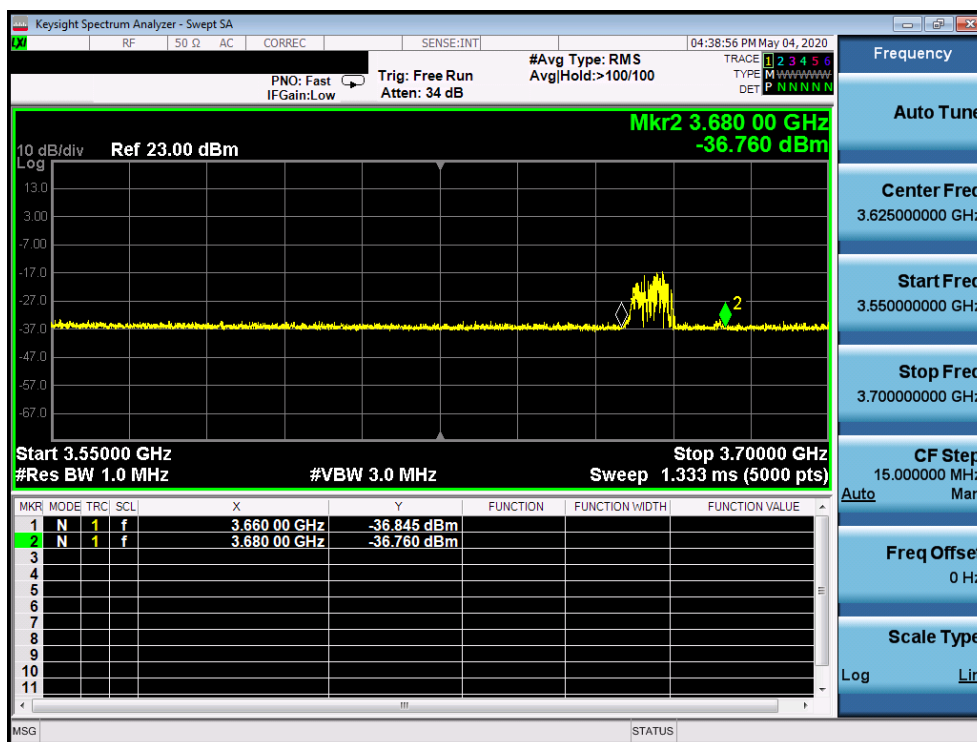 Keysight Spectrum Analyzer - Swept SA
LXI RF 50 Ω AC CORREC SENSE:INT 04:38:56 PM May 04, 2020
PNO: Fast
IFGain:Low
Trig: Free Run
Atten: 34 dB
#Avg Type: RMS
Avg|Hold:>100/100
TRACE 1 2 3 4 5 6
TYPE M W W W W W
DET P N N N N N
Mkr2 3.680 00 GHz
-36.760 dBm
10 dB/div Ref 23.00 dBm
Log
13.0
3.00
-7.00
-17.0
-27.0
-37.0
-47.0
-57.0
-67.0
2
Start 3.55000 GHz Stop 3.70000 GHz
#Res BW 1.0 MHz #VBW 3.0 MHz Sweep 1.333 ms (5000 pts)
MKR MODE TRC SCL X Y FUNCTION FUNCTION WIDTH FUNCTION VALUE
1 N 1 f 3.660 00 GHz -36.845 dBm
2 N 1 f 3.680 00 GHz -36.760 dBm
3
4
5
6
7
8
9
10
11
MSG STATUS
Frequency
Auto Tune
Center Freq
3.625000000 GHz
Start Freq
3.550000000 GHz
Stop Freq
3.700000000 GHz
CF Step
15.000000 MHz
Auto Man
Freq Offset
0 Hz
Scale Type
Log Lin